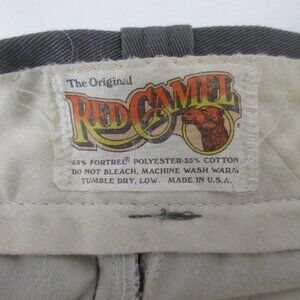 The Original
RED CAMEL
®
65% FORTREL® POLYESTER-35% COTTON
DO NOT BLEACH, MACHINE WASH WARM
TUMBLE DRY, LOW. MADE IN U.S.A.